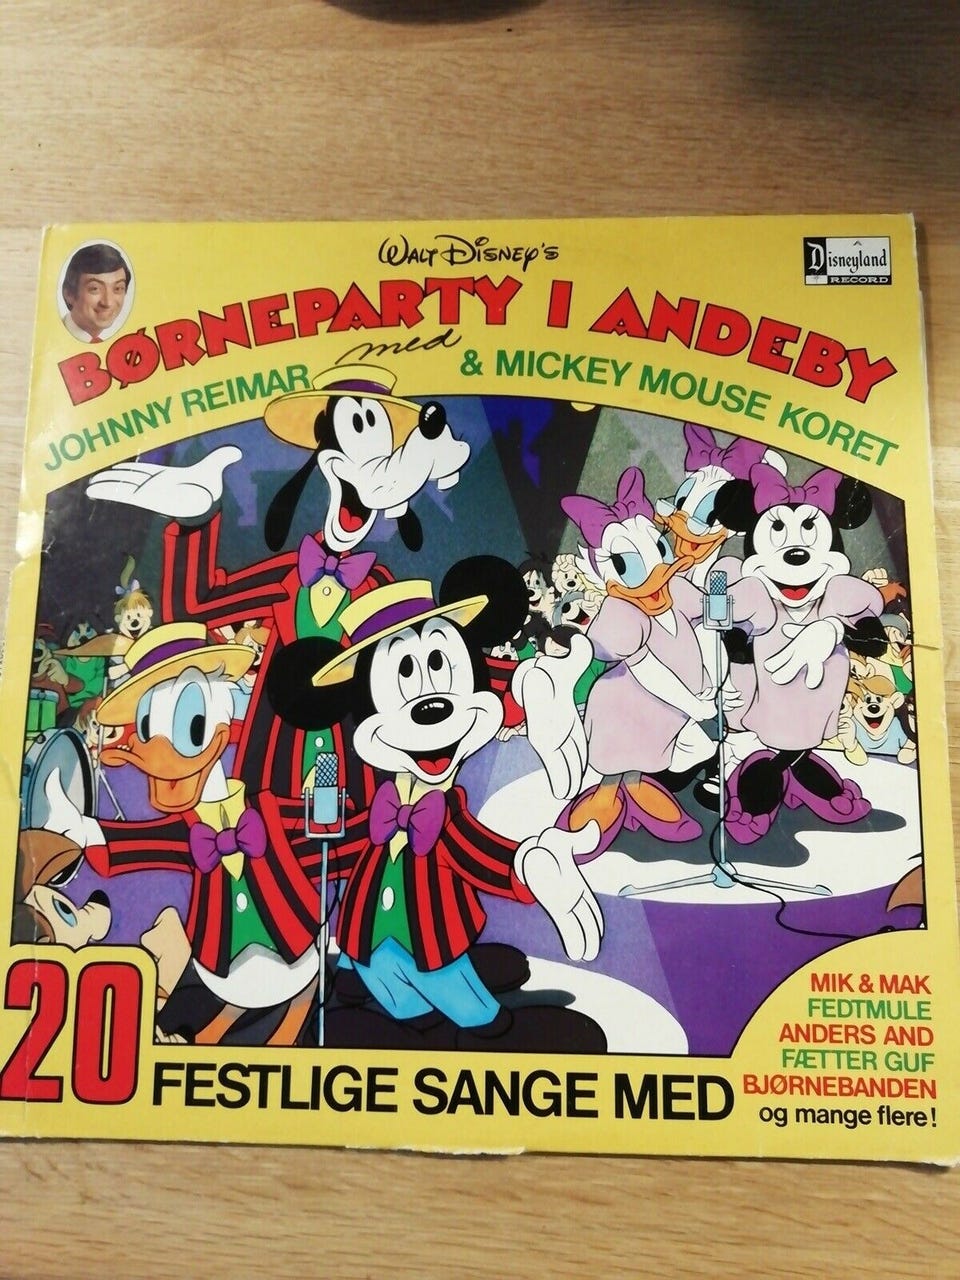 Walt Disney's
Disneyland
RECORD
BØRNEPARTY I ANDEBY
med
JOHNNY REIMAR & MICKEY MOUSE KORET
20 FESTLIGE SANGE MED
MIK & MAK
FEDTMULE
ANDERS AND
FÆTTER GUF
BJØRNEBANDEN
og mange flere!